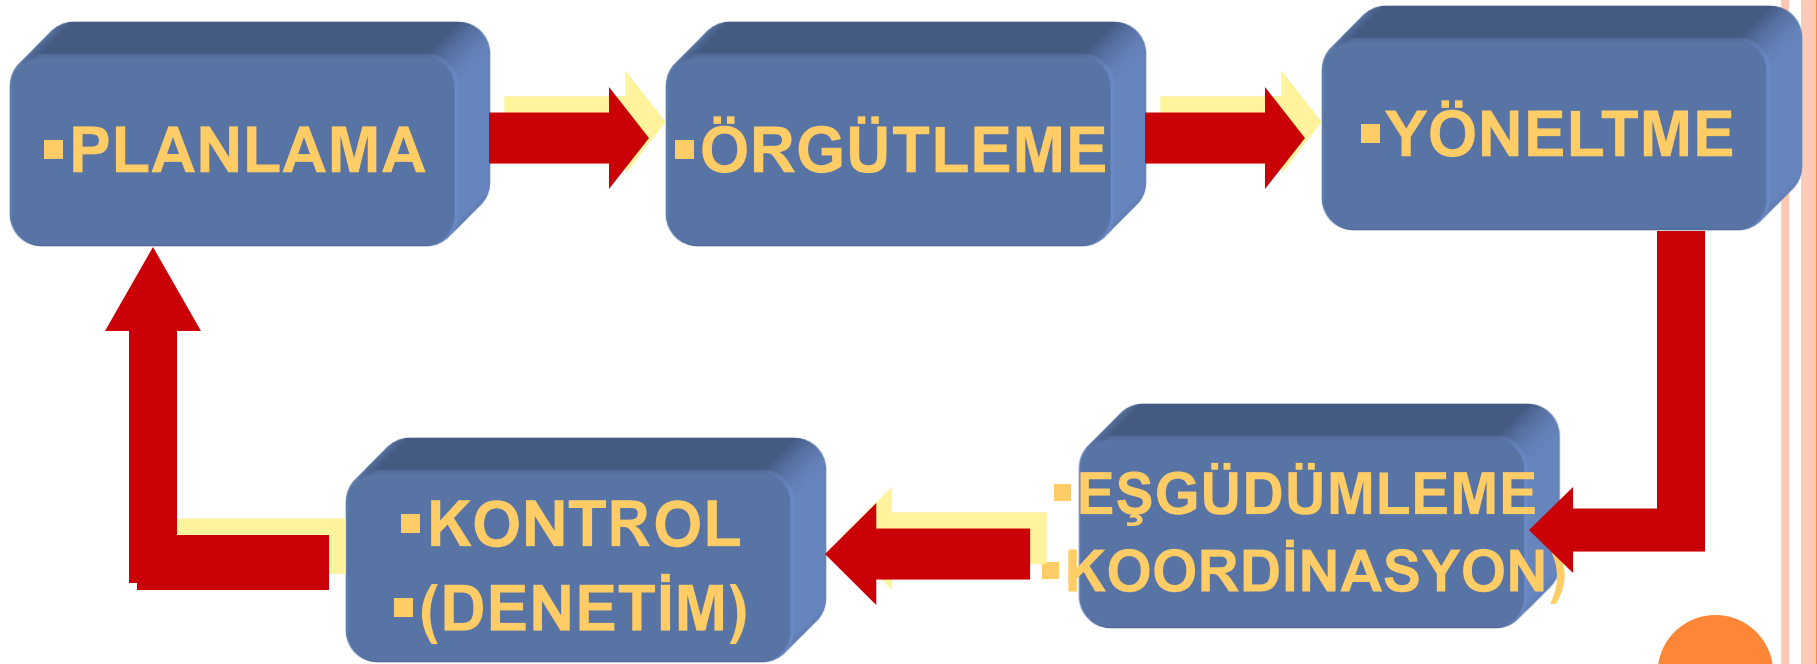 ▪PLANLAMA
▪ÖRGÜTLEME
▪YÖNELTME
▪EŞGÜDÜMLEME
▪KOORDİNASYON)
▪KONTROL
▪(DENETİM)